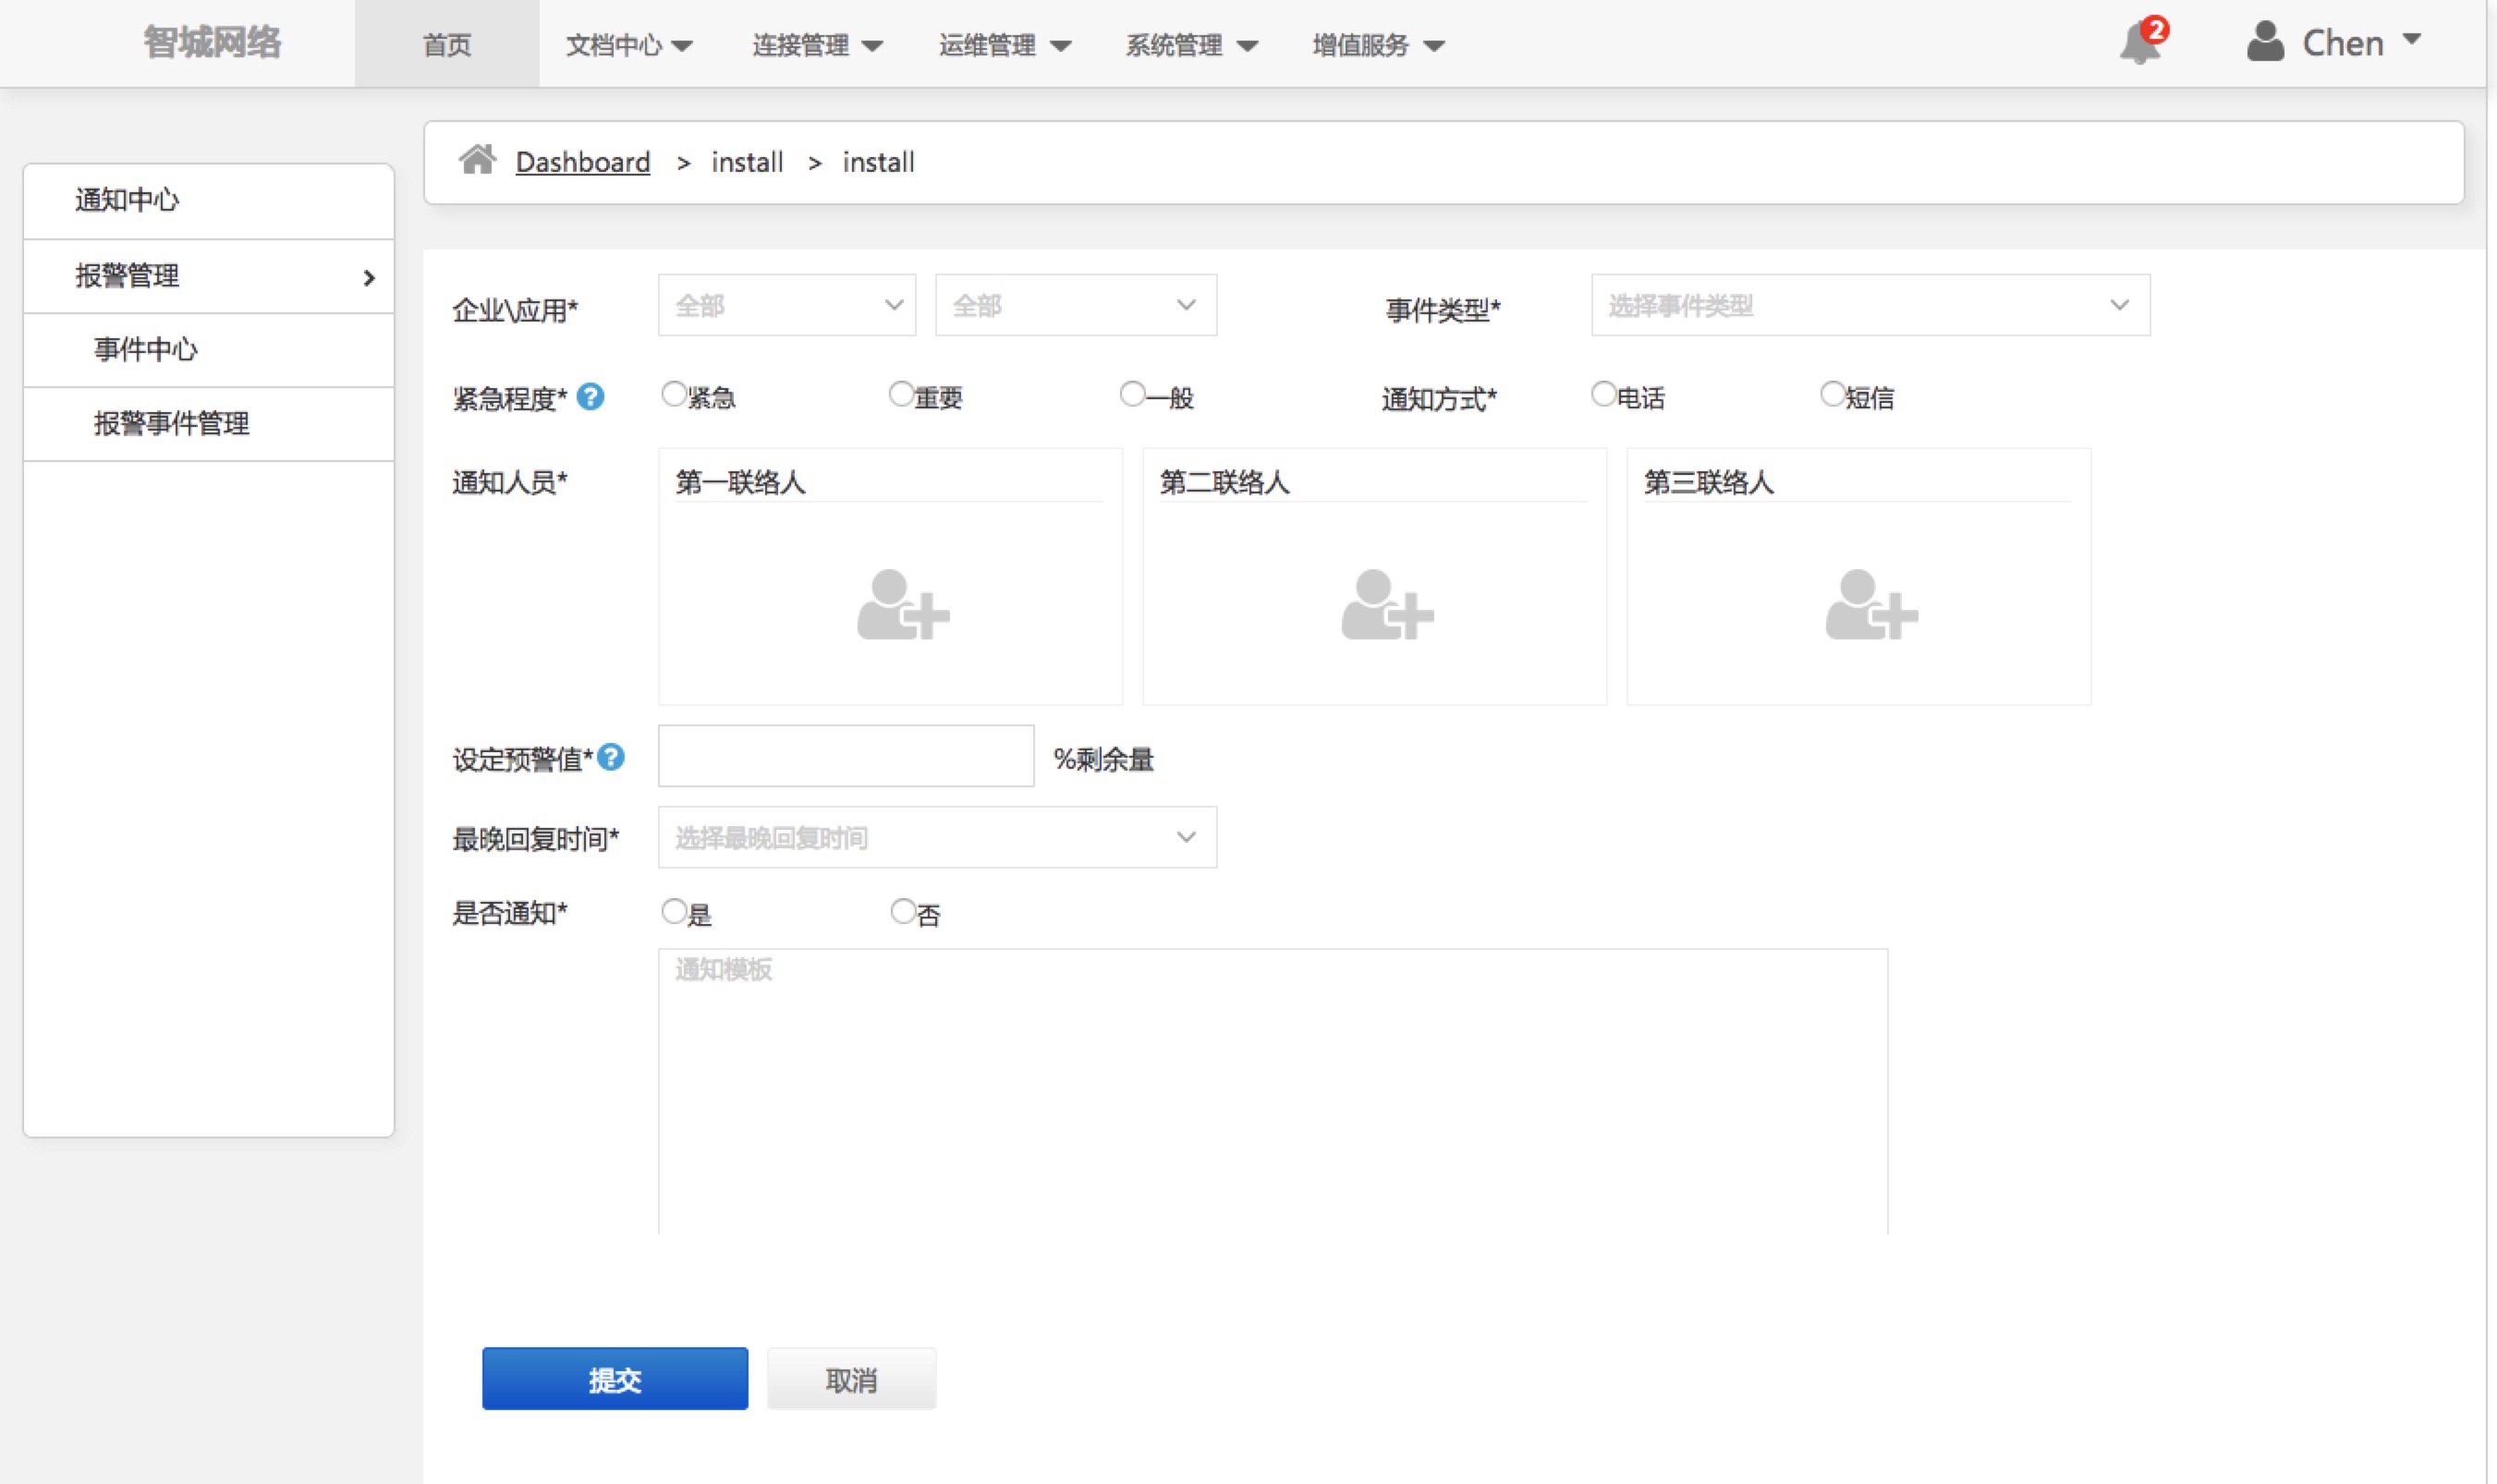 智城网络 首页 文档中心 连接管理 运维管理 系统管理 增值服务 2 Chen
Dashboard > install > install
通知中心
报警管理
事件中心
报警事件管理
企业\应用* 全部 全部 事件类型* 选择事件类型
紧急程度* ? 紧急 重要 一般 通知方式* 电话 短信
通知人员* 第一联络人 第二联络人 第三联络人
设定预警值* ? %剩余量
最晚回复时间* 选择最晚回复时间
是否通知* 是 否
通知模板
提交 取消